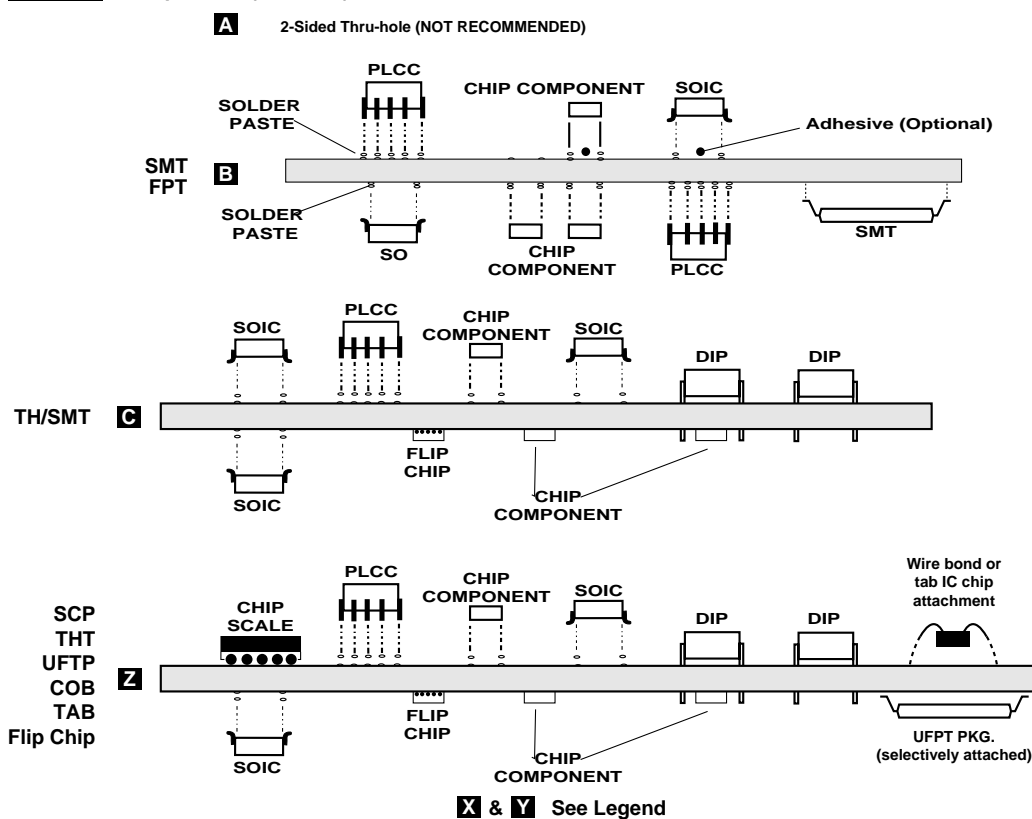 A 2-Sided Thru-hole (NOT RECOMMENDED)
PLCC
CHIP COMPONENT
SOIC
SOLDER
PASTE
Adhesive (Optional)
SMT
FPT
B
SOLDER
PASTE
SO
CHIP
COMPONENT
PLCC
SMT
SOIC
PLCC
CHIP
COMPONENT
SOIC
DIP
DIP
TH/SMT
C
FLIP
CHIP
SOIC
CHIP
COMPONENT
Wire bond or
tab IC chip
attachment
CHIP
SCALE
PLCC
CHIP
COMPONENT
SOIC
DIP
DIP
SCP
THT
UFTP
COB
TAB
Flip Chip
Z
FLIP
CHIP
SOIC
CHIP
COMPONENT
UFPT PKG.
(selectively attached)
X & Y See Legend